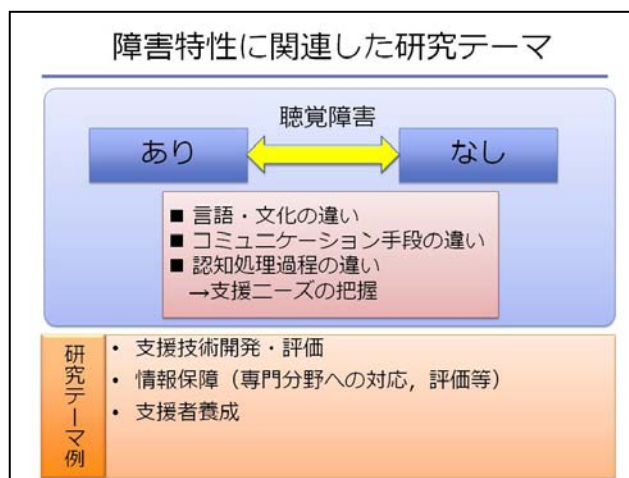 障害特性に関連した研究テーマ
聴覚障害
あり
なし
■ 言語・文化の違い
■ コミュニケーション手段の違い
■ 認知処理過程の違い
→支援ニーズの把握
研究テーマ例
• 支援技術開発・評価
• 情報保障（専門分野への対応，評価等）
• 支援者養成